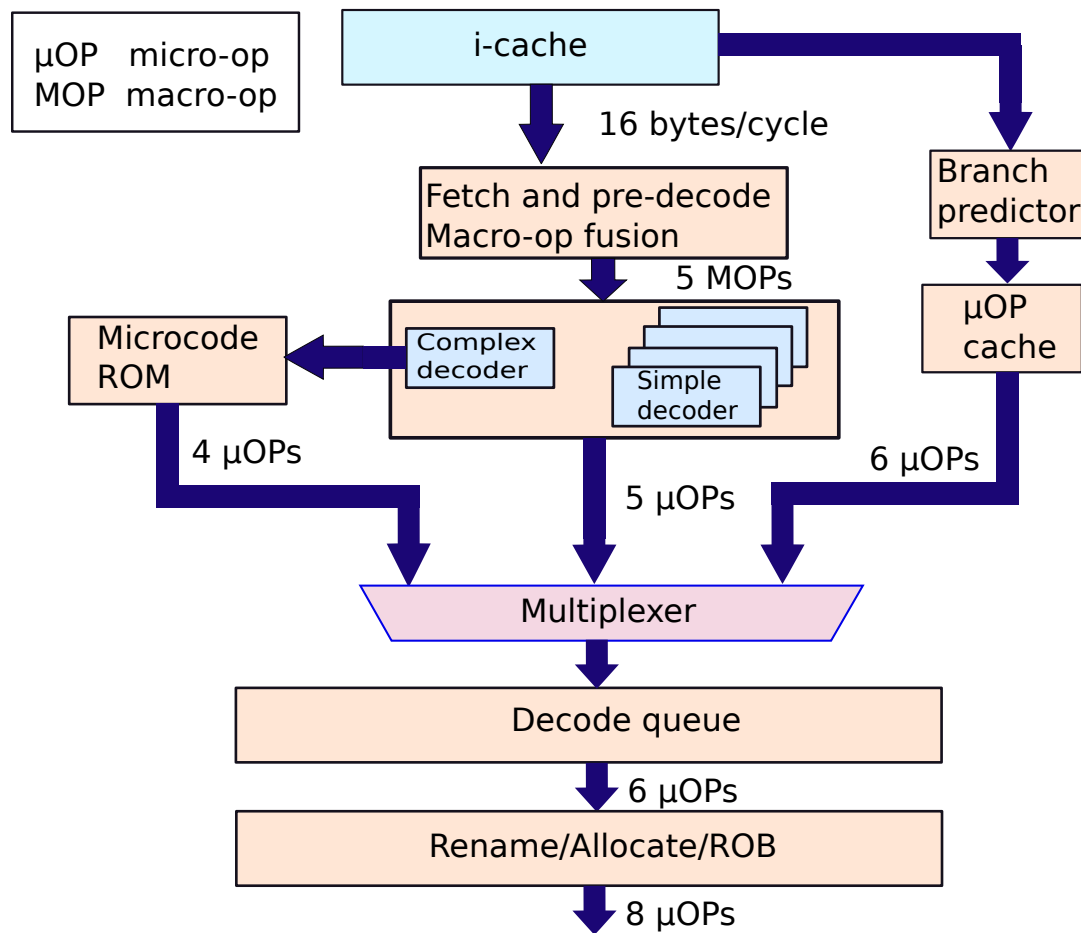 µOP micro-op
MOP macro-op
i-cache
16 bytes/cycle
Branch
predictor
Fetch and pre-decode
Macro-op fusion
5 MOPs
µOP
cache
Microcode
ROM
Complex
decoder
Simple
decoder
4 µOPs
5 µOPs
6 µOPs
Multiplexer
Decode queue
6 µOPs
Rename/Allocate/ROB
8 µOPs